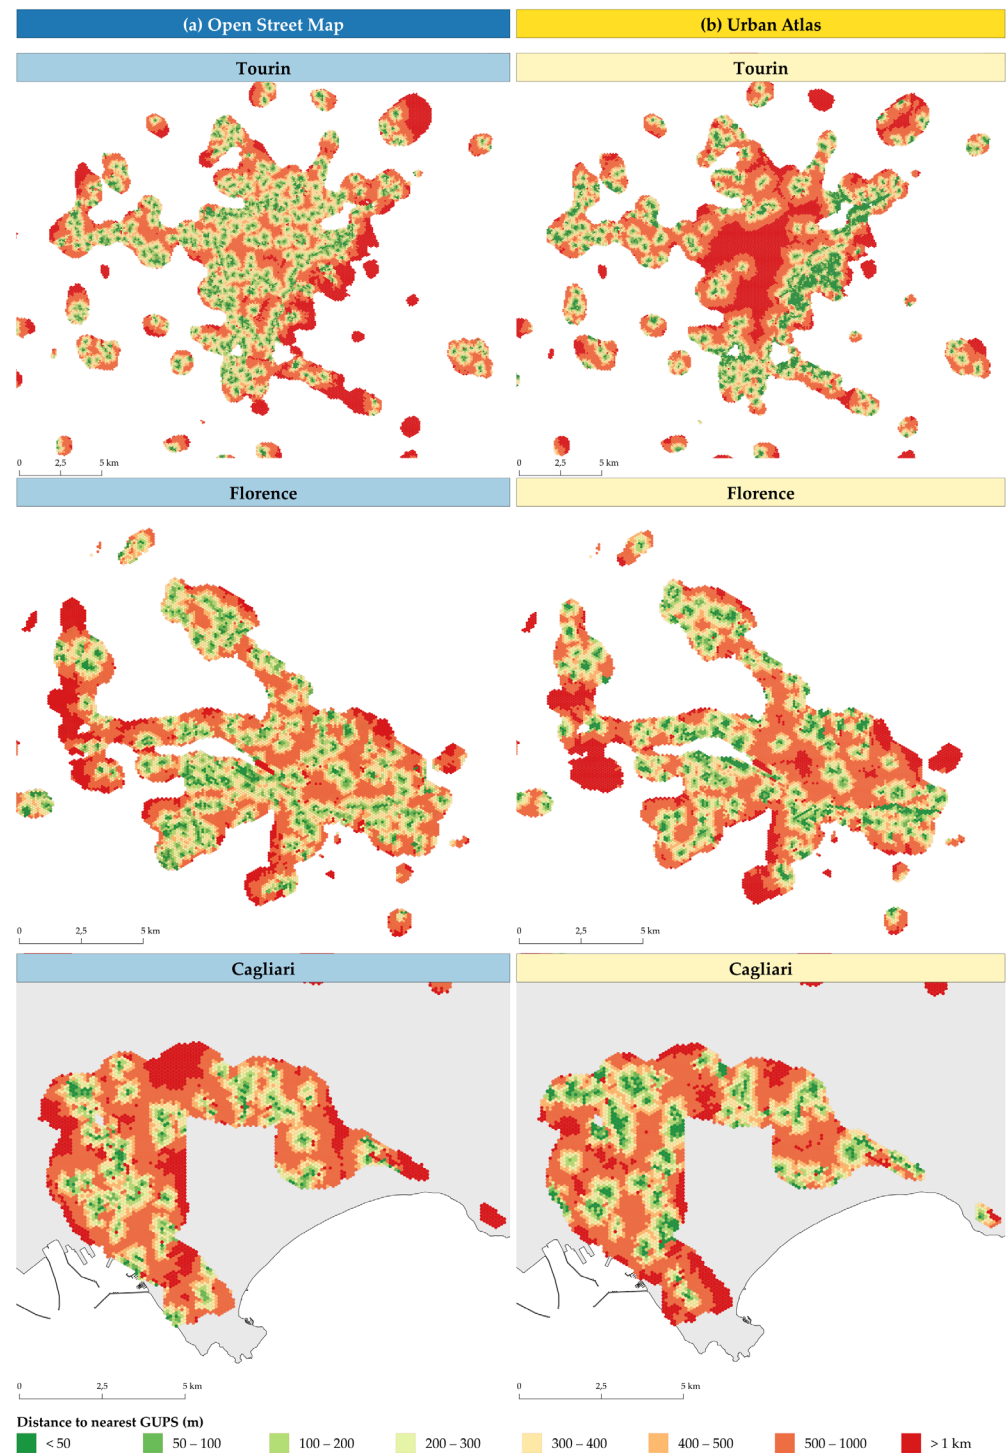 (a) Open Street Map (b) Urban Atlas
Tourin Tourin
0 2,5 5 km 0 2,5 5 km
Florence Florence
0 2,5 5 km 0 2,5 5 km
Cagliari Cagliari
0 2,5 5 km 0 2,5 5 km
Distance to nearest GUPS (m)
< 50 50 – 100 100 – 200 200 – 300 300 – 400 400 – 500 500 – 1000 > 1 km